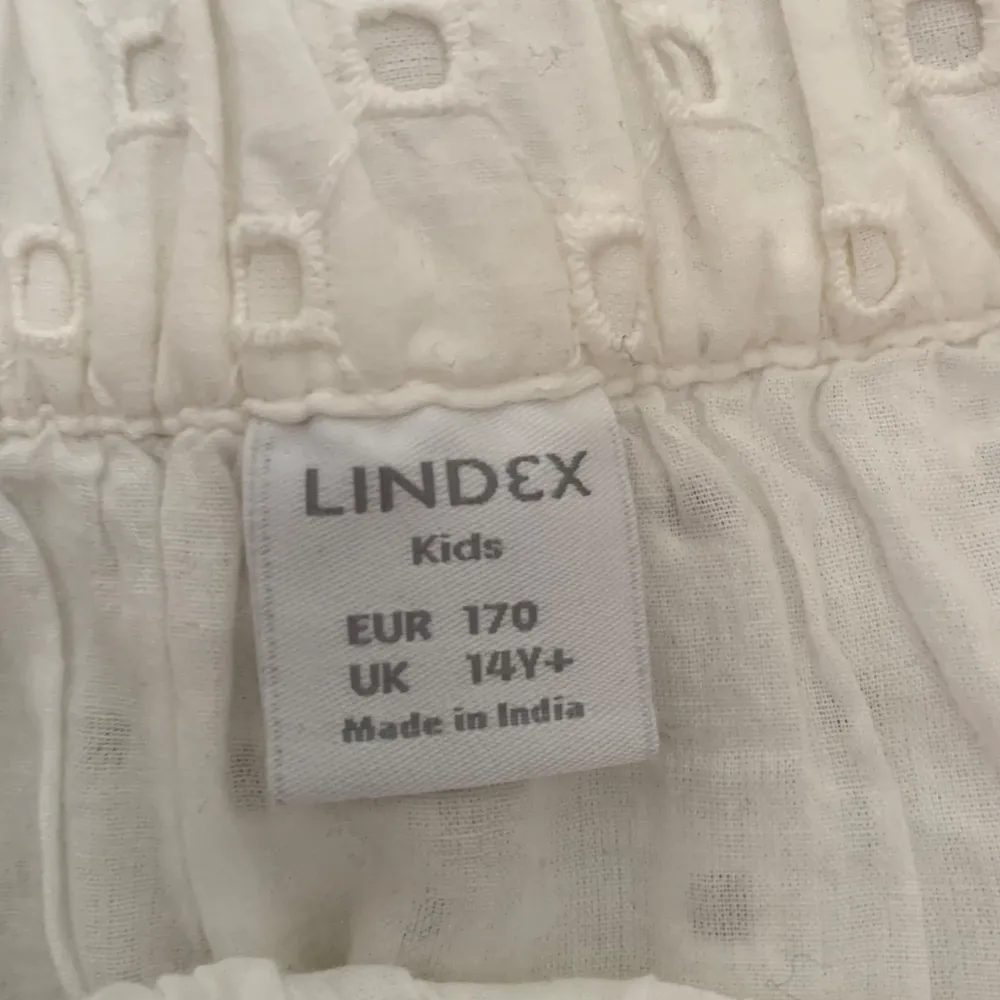 LINDEX
Kids
EUR 170
UK 14Y+
Made in India